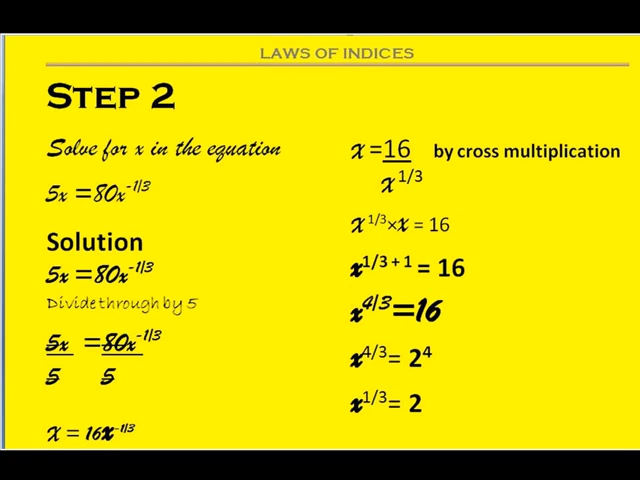 LAWS OF INDICES
STEP 2
Solve for x in the equation
5x = 80x^-1/3
Solution
5x = 80x^-1/3
Divide through by 5
5x = 80x^-1/3
5 5
x = 16x^-1/3
x = 16 by cross multiplication
x^1/3
x^1/3 × x = 16
x^1/3 + 1 = 16
x^4/3 = 16
x^4/3 = 2^4
x^1/3 = 2